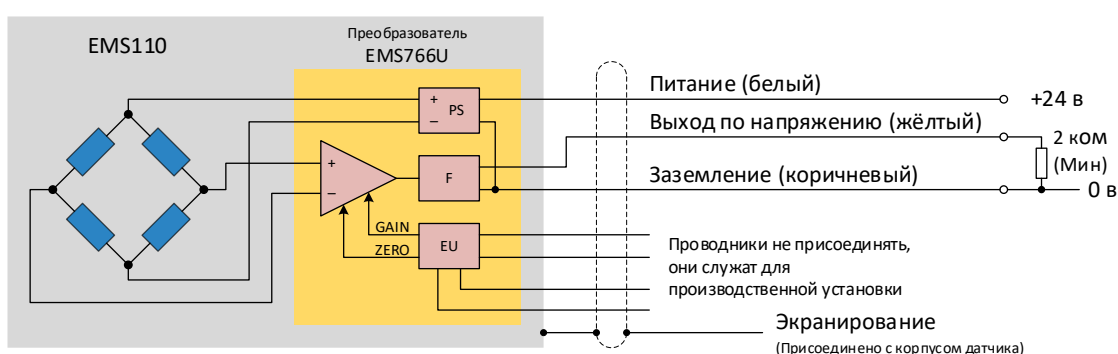 EMS110
Преобразователь
EMS766U
+
−
PS
+
−
F
GAIN
ZERO
EU
Питание (белый)
+24 в
Выход по напряжению (жёлтый)
2 ком
(Мин)
Заземление (коричневый)
0 в
Проводники не присоединять,
они служат для
производственной установки
Экранирование
(Присоединено с корпусом датчика)